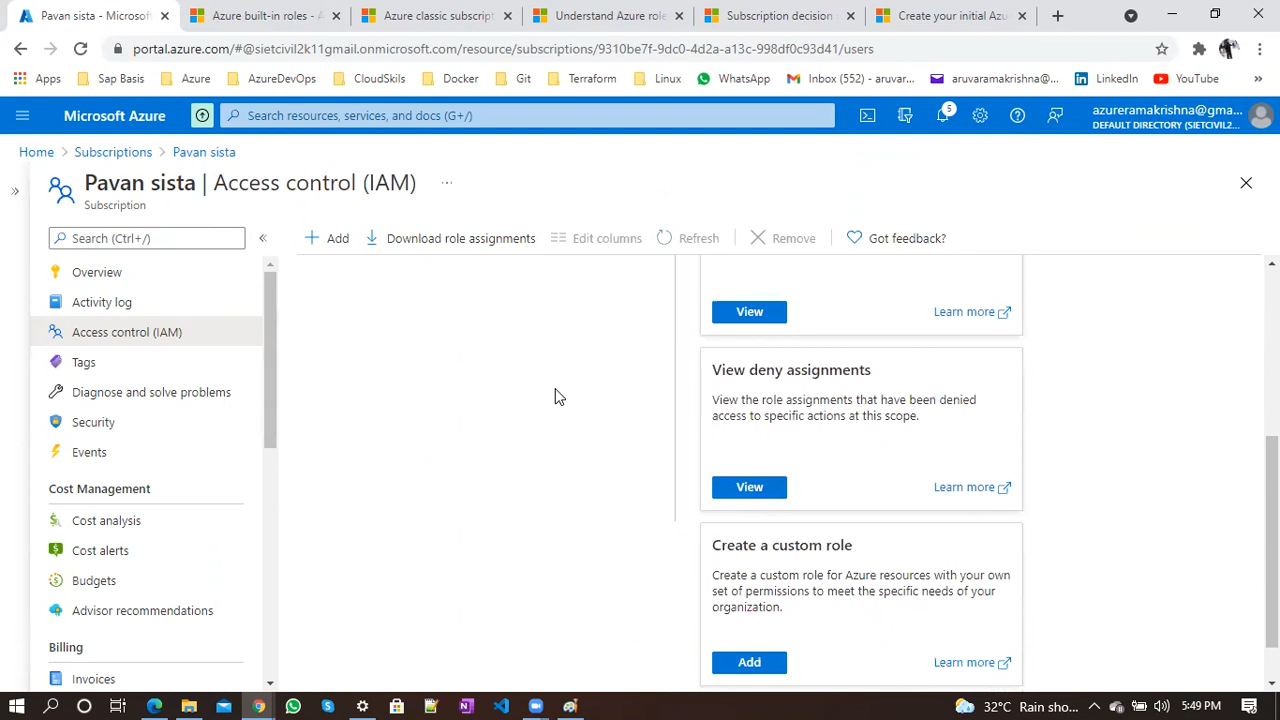 Pavan sista - Microsoft Azure
Azure built-in roles - A
Azure classic subscript
Understand Azure role
Subscription decision
Create your initial Azu
portal.azure.com/#@sietcivil2k11gmail.onmicrosoft.com/resource/subscriptions/9310be7f-9dc0-4d2a-a13c-998df0c93d41/users
Apps
Sap Basis
Azure
AzureDevOps
CloudSkils
Docker
Git
Terraform
Linux
WhatsApp
Inbox (552) - aruvar...
aruvaramakrishna@...
LinkedIn
YouTube
»
Microsoft Azure
Search resources, services, and docs (G+/)
5
azureramakrishna@gma...
DEFAULT DIRECTORY (SIETCIVIL2...
Home > Subscriptions > Pavan sista
»
Pavan sista | Access control (IAM) ...
Subscription
Search (Ctrl+/)
«
+ Add
Download role assignments
Edit columns
Refresh
Remove
Got feedback?
Overview
Activity log
Access control (IAM)
Tags
Diagnose and solve problems
Security
Events
Cost Management
Cost analysis
Cost alerts
Budgets
Advisor recommendations
Billing
Invoices
View
Learn more
View deny assignments
View the role assignments that have been denied
access to specific actions at this scope.
View
Learn more
Create a custom role
Create a custom role for Azure resources with your own
set of permissions to meet the specific needs of your
organization.
Add
Learn more
32°C Rain sho...
5:49 PM